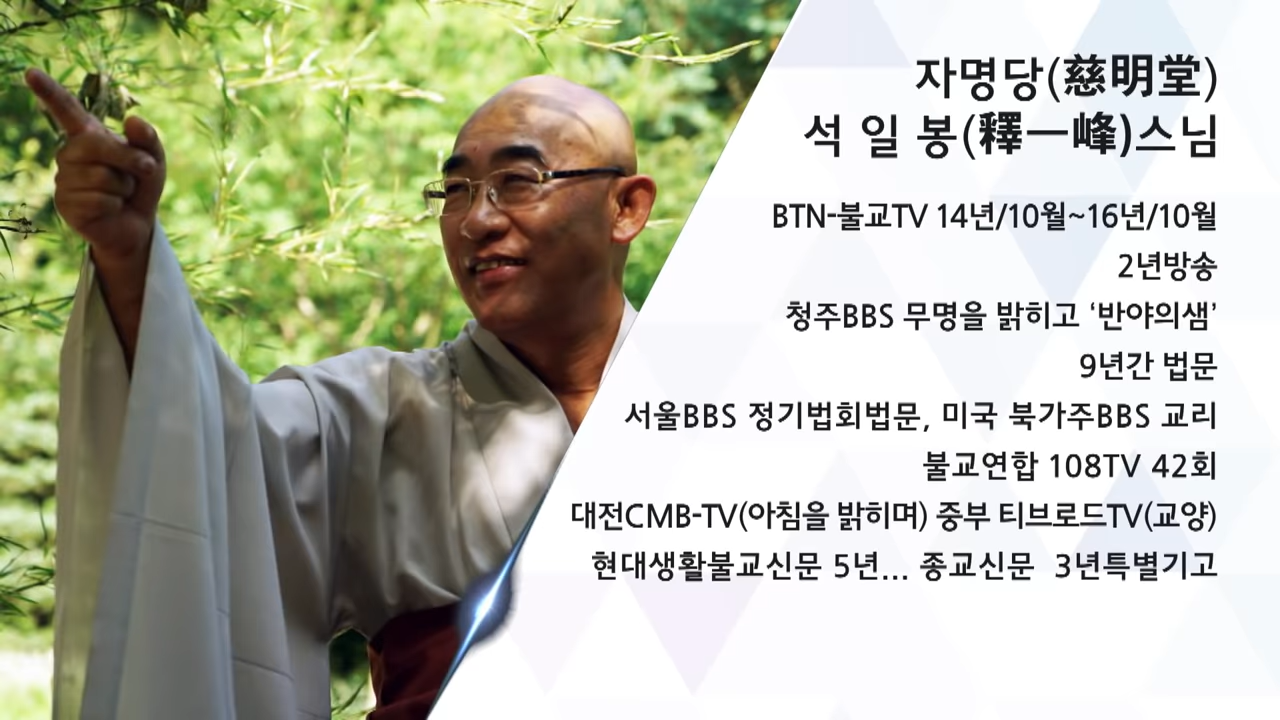 자명당(慈明堂)
석 일 봉(釋一峰)스님
BTN-불교TV 14년/10월~16년/10월
2년방송
청주BBS 무명을 밝히고 ‘반야의샘’
9년간 법문
서울BBS 정기법회법문, 미국 북가주BBS 교리
불교연합 108TV 42회
대전CMB-TV(아침을 밝히며) 중부 티브로드TV(교양)
현대생활불교신문 5년... 종교신문  3년특별기고